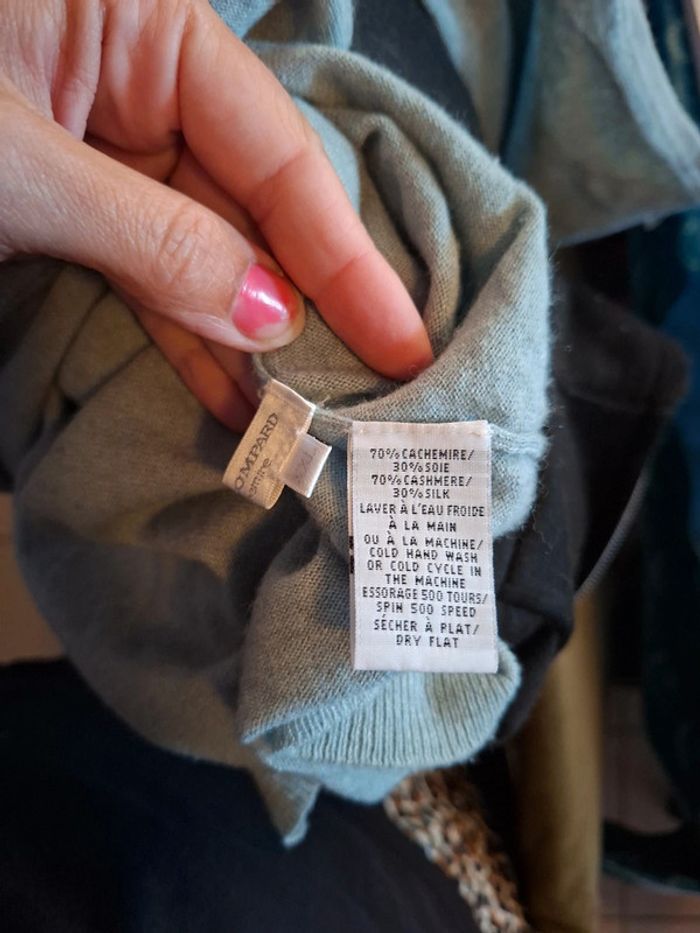 OMPARD
70% CACHEMIRE/
30% SOIE
70% CASHMERE/
30% SILK
LAVER À L'EAU FROIDE
À LA MAIN
OU À LA MACHINE/
COLD HAND WASH
OR COLD CYCLE IN
THE MACHINE
ESSORAGE 500 TOURS/
SPIN 500 SPEED
SÉCHER À PLAT/
DRY FLAT